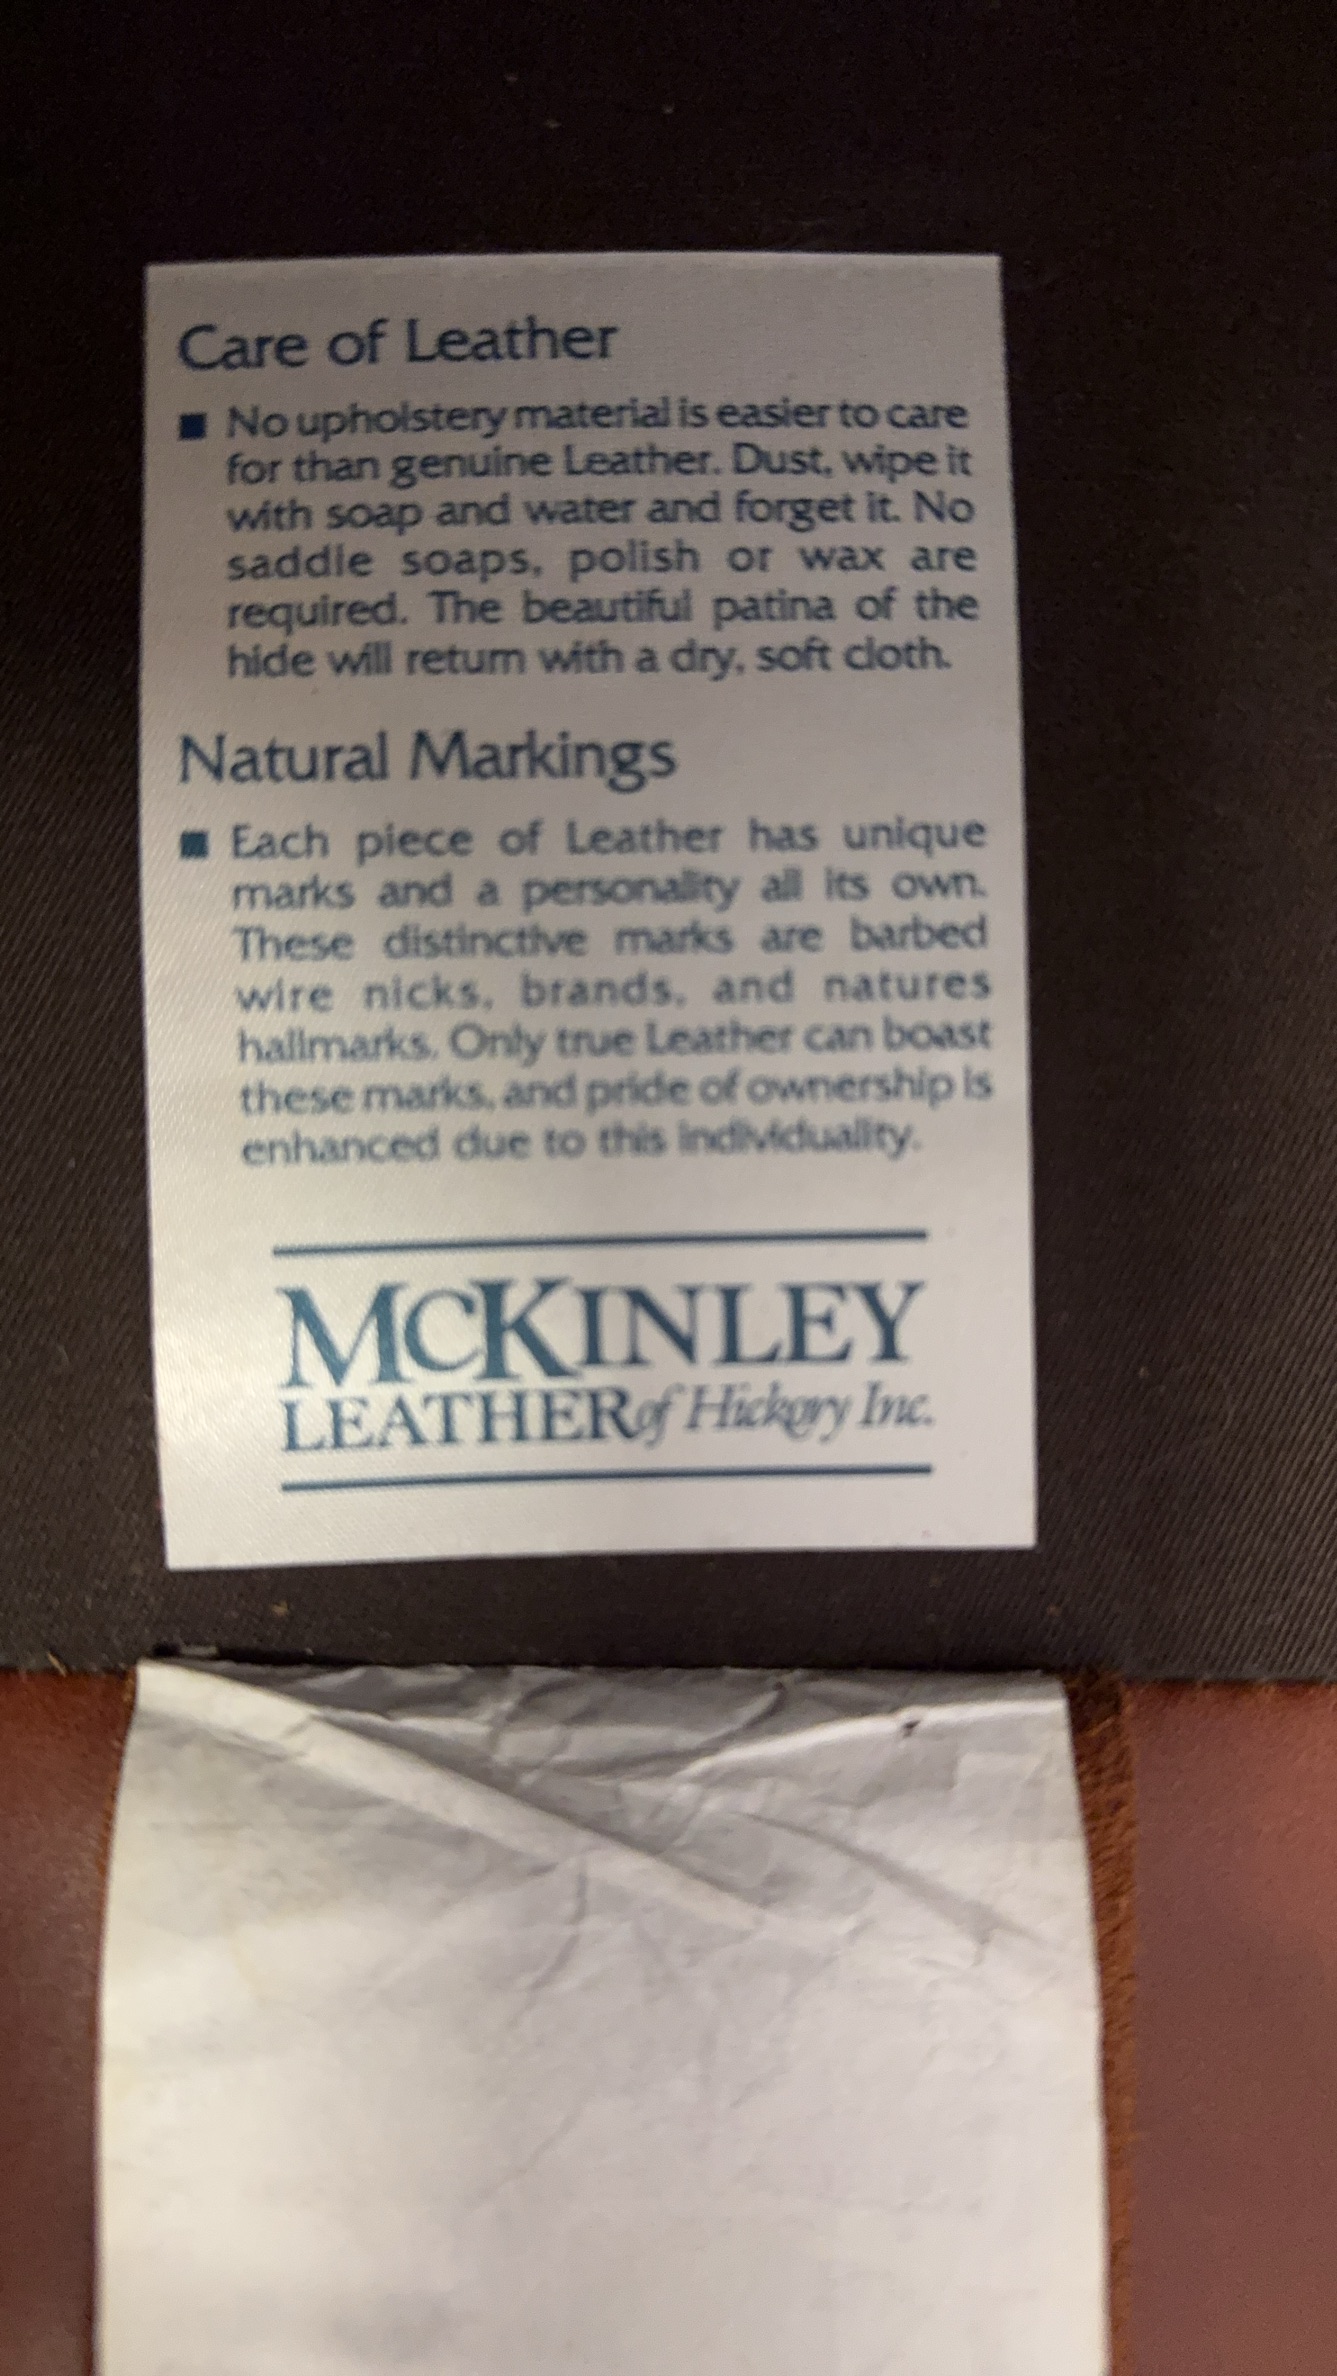 Care of Leather
■ No upholstery material is easier to care
for than genuine Leather. Dust, wipe it
with soap and water and forget it. No
saddle soaps, polish or wax are
required. The beautiful patina of the
hide will return with a dry, soft cloth.
Natural Markings
■ Each piece of Leather has unique
marks and a personality all its own.
These distinctive marks are barbed
wire nicks, brands, and natures
hallmarks. Only true Leather can boast
these marks, and pride of ownership is
enhanced due to this individuality.
MCKINLEY
LEATHER of Hickory Inc.